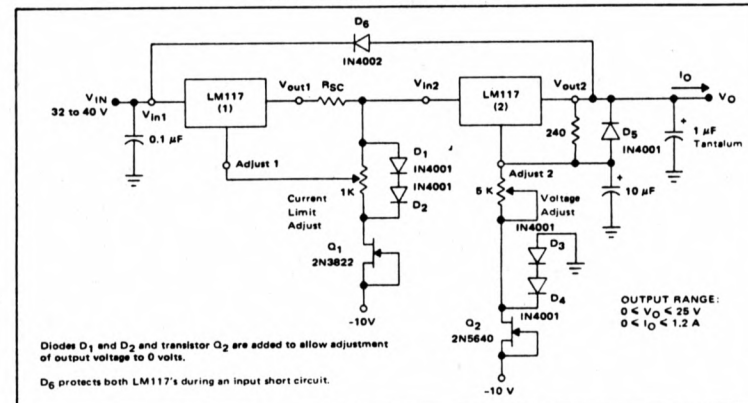 D6
IN4002
VIN
32 to 40 V
Vin1
LM117
(1)
Vout1
RSC
Vin2
LM117
(2)
Vout2
IO
VO
0.1 µF
Adjust 1
1K
Current
Limit
Adjust
D1
IN4001
IN4001
D2
Q1
2N3822
-10V
240
D5
IN4001
+
1 µF
Tantalum
Adjust 2
5 K
Voltage
Adjust
+
10 µF
IN4001
D3
D4
IN4001
Q2
2N5640
-10 V
OUTPUT RANGE:
0 ≤ VO ≤ 25 V
0 ≤ IO ≤ 1.2 A
Diodes D1 and D2 and transistor Q2 are added to allow adjustment
of output voltage to 0 volts.
D6 protects both LM117's during an input short circuit.